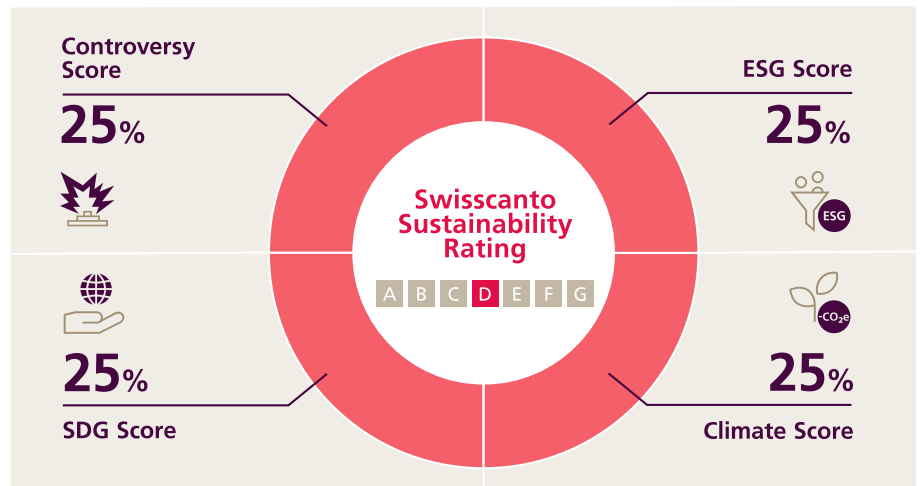 Controversy
Score
25%
ESG Score
25%
ESG
Swisscanto
Sustainability
Rating
A B C D E F G
25%
SDG Score
-CO₂e
25%
Climate Score